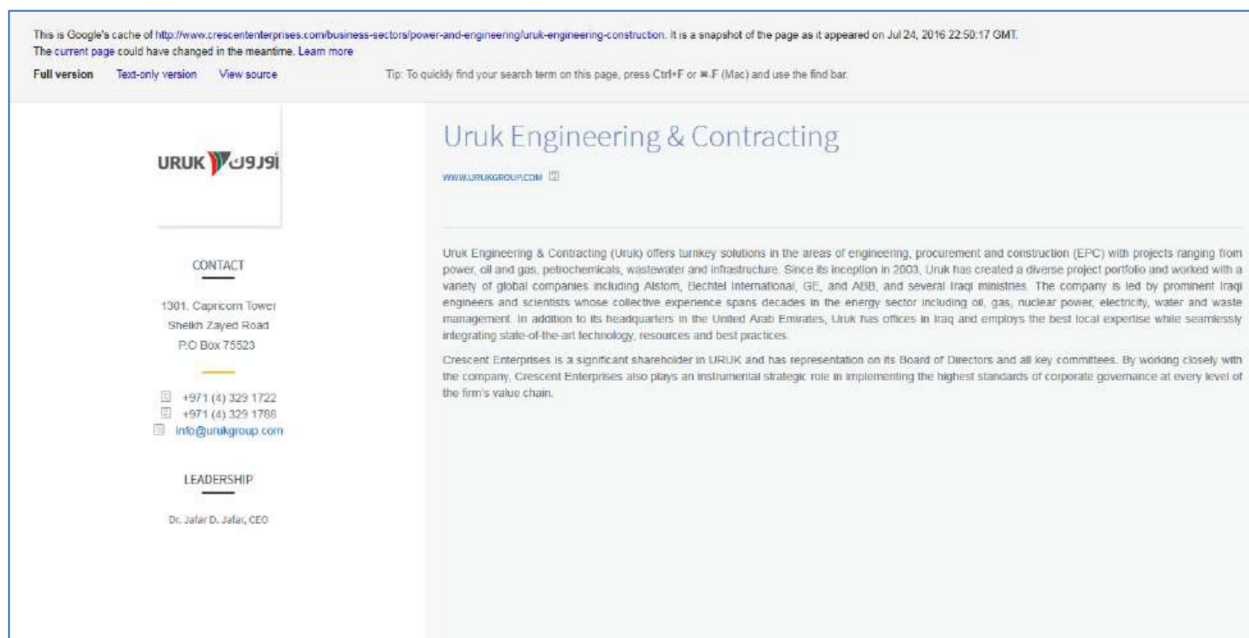 This is Google's cache of http://www.crescententerprises.com/business-sectors/power-and-engineering/uruk-engineering-construction. It is a snapshot of the page as it appeared on Jul 24, 2016 22:50:17 GMT.
The current page could have changed in the meantime. Learn more
Full version Text-only version View source Tip: To quickly find your search term on this page, press Ctrl+F or ⌘-F (Mac) and use the find bar.
URUK أوروك
CONTACT
1301, Capricorn Tower
Sheikh Zayed Road
P.O Box 75523
+971 (4) 329 1722
+971 (4) 329 1788
info@urukgroup.com
LEADERSHIP
Dr. Jafar D. Jafar, CEO
Uruk Engineering & Contracting
WWW.URUKGROUP.COM
Uruk Engineering & Contracting (Uruk) offers turnkey solutions in the areas of engineering, procurement and construction (EPC) with projects ranging from
power, oil and gas, petrochemicals, wastewater and infrastructure. Since its inception in 2003, Uruk has created a diverse project portfolio and worked with a
variety of global companies including Alstom, Bechtel International, GE, and ABB, and several Iraqi ministries. The company is led by prominent Iraqi
engineers and scientists whose collective experience spans decades in the energy sector including oil, gas, nuclear power, electricity, water and waste
management. In addition to its headquarters in the United Arab Emirates, Uruk has offices in Iraq and employs the best local expertise while seamlessly
integrating state-of-the-art technology, resources and best practices.
Crescent Enterprises is a significant shareholder in URUK and has representation on its Board of Directors and all key committees. By working closely with
the company, Crescent Enterprises also plays an instrumental strategic role in implementing the highest standards of corporate governance at every level of
the firm's value chain.